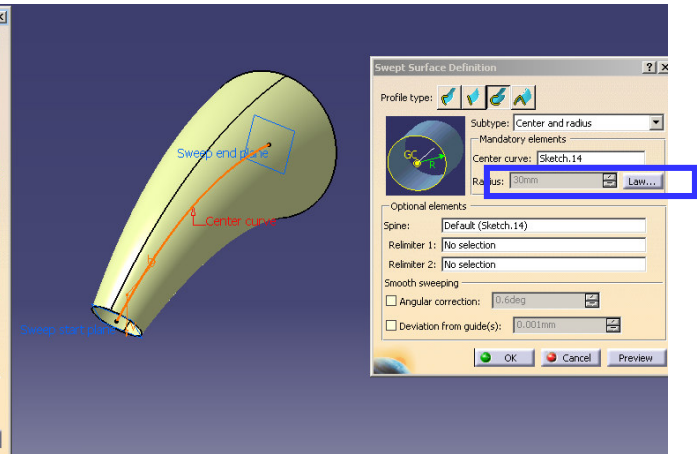 Swept Surface Definition
Profile type:
Subtype: Center and radius
Mandatory elements
Center curve: Sketch.14
Radius: 30mm Law...
GC R
Optional elements
Spine: Default (Sketch.14)
Relimiter 1: No selection
Relimiter 2: No selection
Smooth sweeping
Angular correction: 0.6deg
Deviation from guide(s): 0.001mm
OK Cancel Preview
Sweep end plane
Center curve